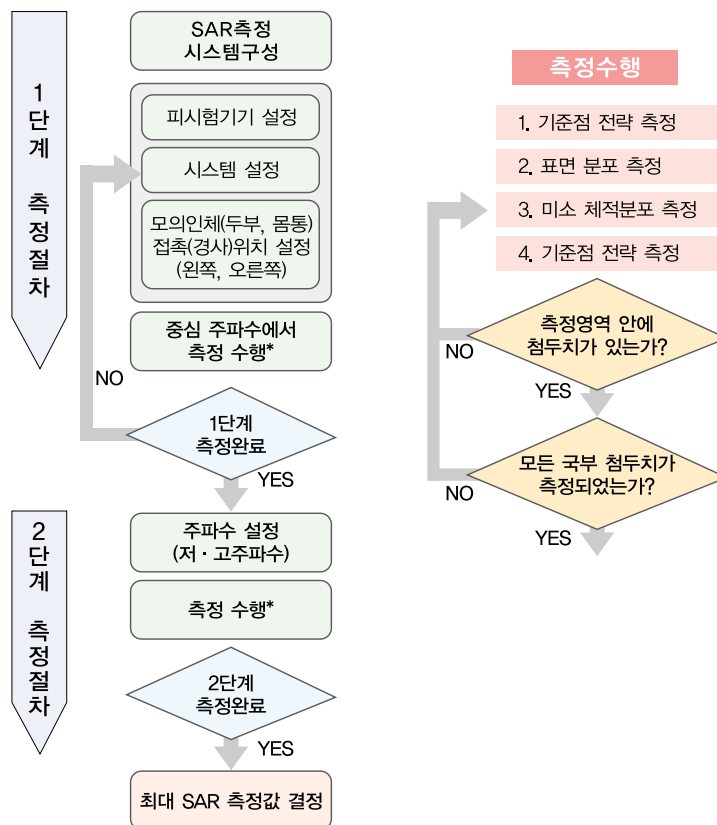 1단계 측정절차
SAR측정
시스템구성
피시험기기 설정
시스템 설정
모의인체(두부, 몸통)
접촉(경사)위치 설정
(왼쪽, 오른쪽)
중심 주파수에서
측정 수행*
NO
1단계
측정완료
YES
2단계 측정절차
주파수 설정
(저·고주파수)
측정 수행*
2단계
측정완료
YES
최대 SAR 측정값 결정
측정수행
1. 기준점 전략 측정
2. 표면 분포 측정
3. 미소 체적분포 측정
4. 기준점 전략 측정
측정영역 안에
첨두치가 있는가?
NO
YES
모든 국부 첨두치가
측정되었는가?
NO
YES